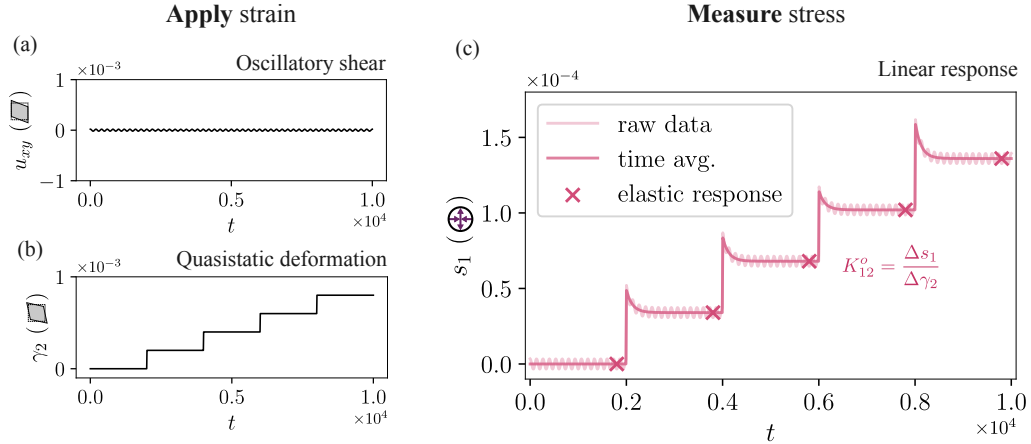 Apply strain
Measure stress
(a)
×10⁻³
Oscillatory shear
1
0
−1
u_xy ( )
0.0
0.5
1.0
t
×10⁴
(b)
×10⁻³
Quasistatic deformation
1
0
γ₂ ( )
0.0
0.5
1.0
t
×10⁴
(c)
×10⁻⁴
Linear response
raw data
time avg.
elastic response
1.5
1.0
0.5
0.0
s₁ ( )
K₁₂ᵒ = Δs₁/Δγ₂
0.0
0.2
0.4
0.6
0.8
1.0
t
×10⁴